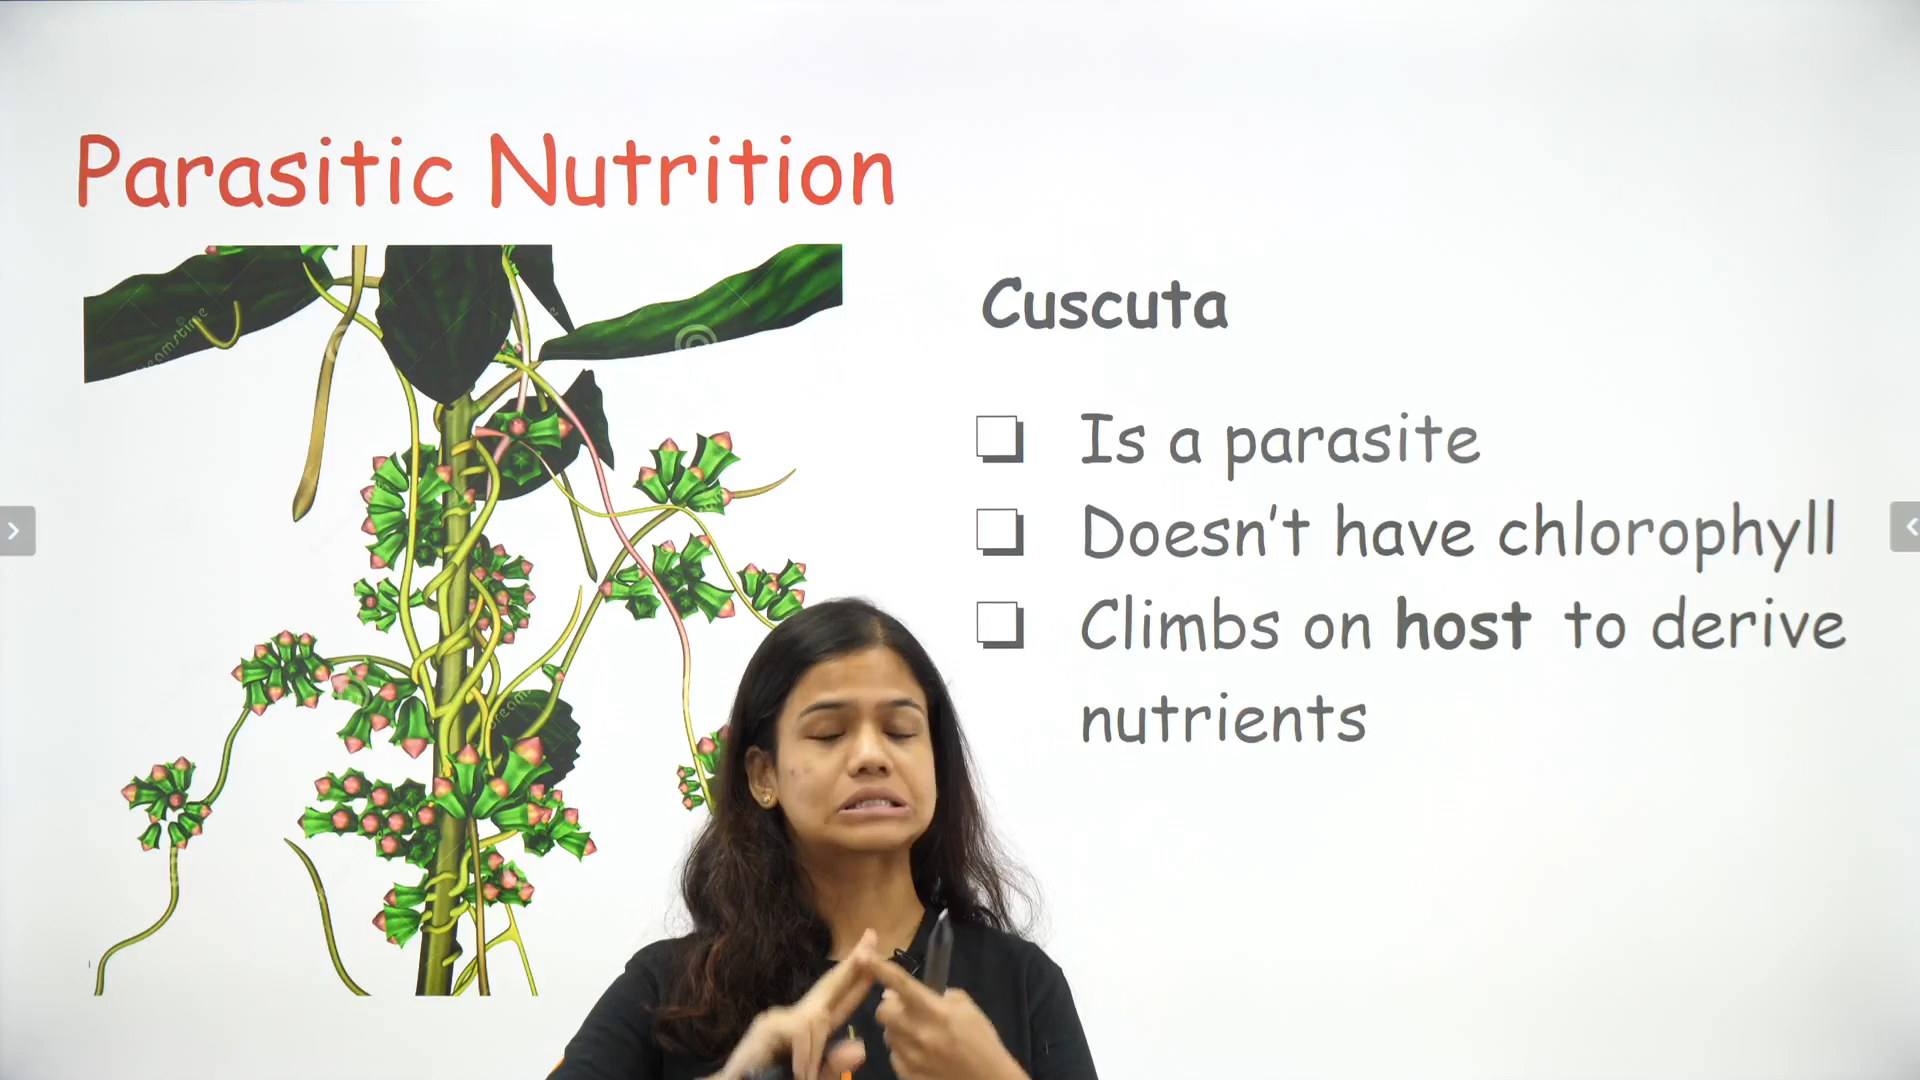 Parasitic Nutrition
Cuscuta
Is a parasite
Doesn't have chlorophyll
Climbs on host to derive
nutrients